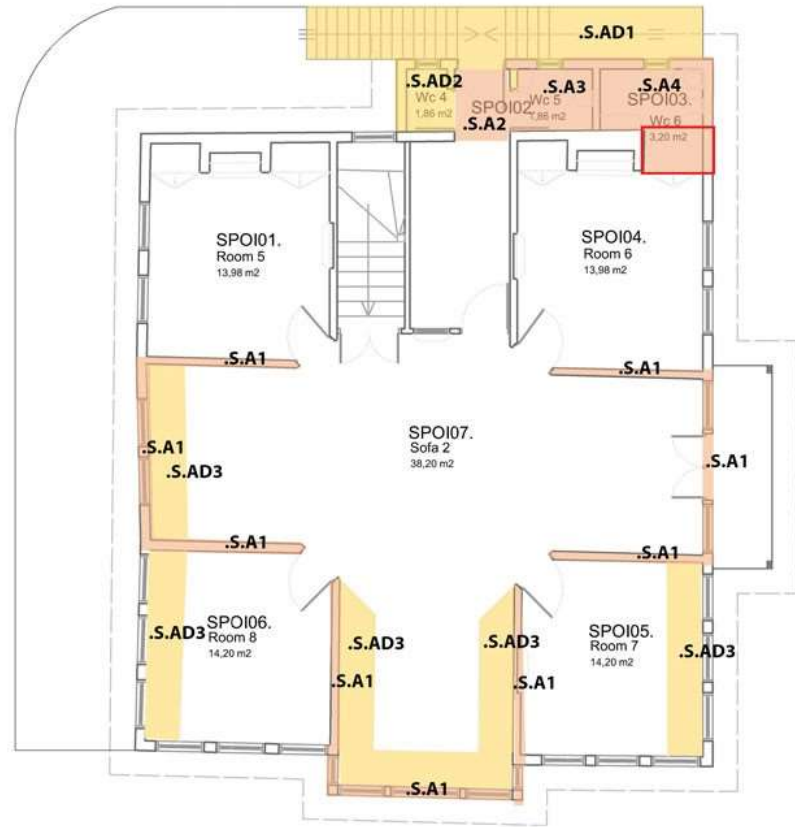 .S.AD1
.S.AD2
Wc 4
1,86 m2
SPOI02
.S.A2
.S.A3
Wc 5
1,86 m2
.S.A4
SPOI03.
Wc 6
3,20 m2
SPOI01.
Room 5
13,98 m2
SPOI04.
Room 6
13,98 m2
.S.A1
.S.A1
.S.A1
.S.AD3
SPOI07.
Sofa 2
38,20 m2
.S.A1
.S.A1
.S.A1
SPOI06.
.S.AD3
Room 8
14,20 m2
.S.AD3
.S.A1
.S.AD3
.S.A1
SPOI05.
Room 7
14,20 m2
.S.AD3
.S.A1